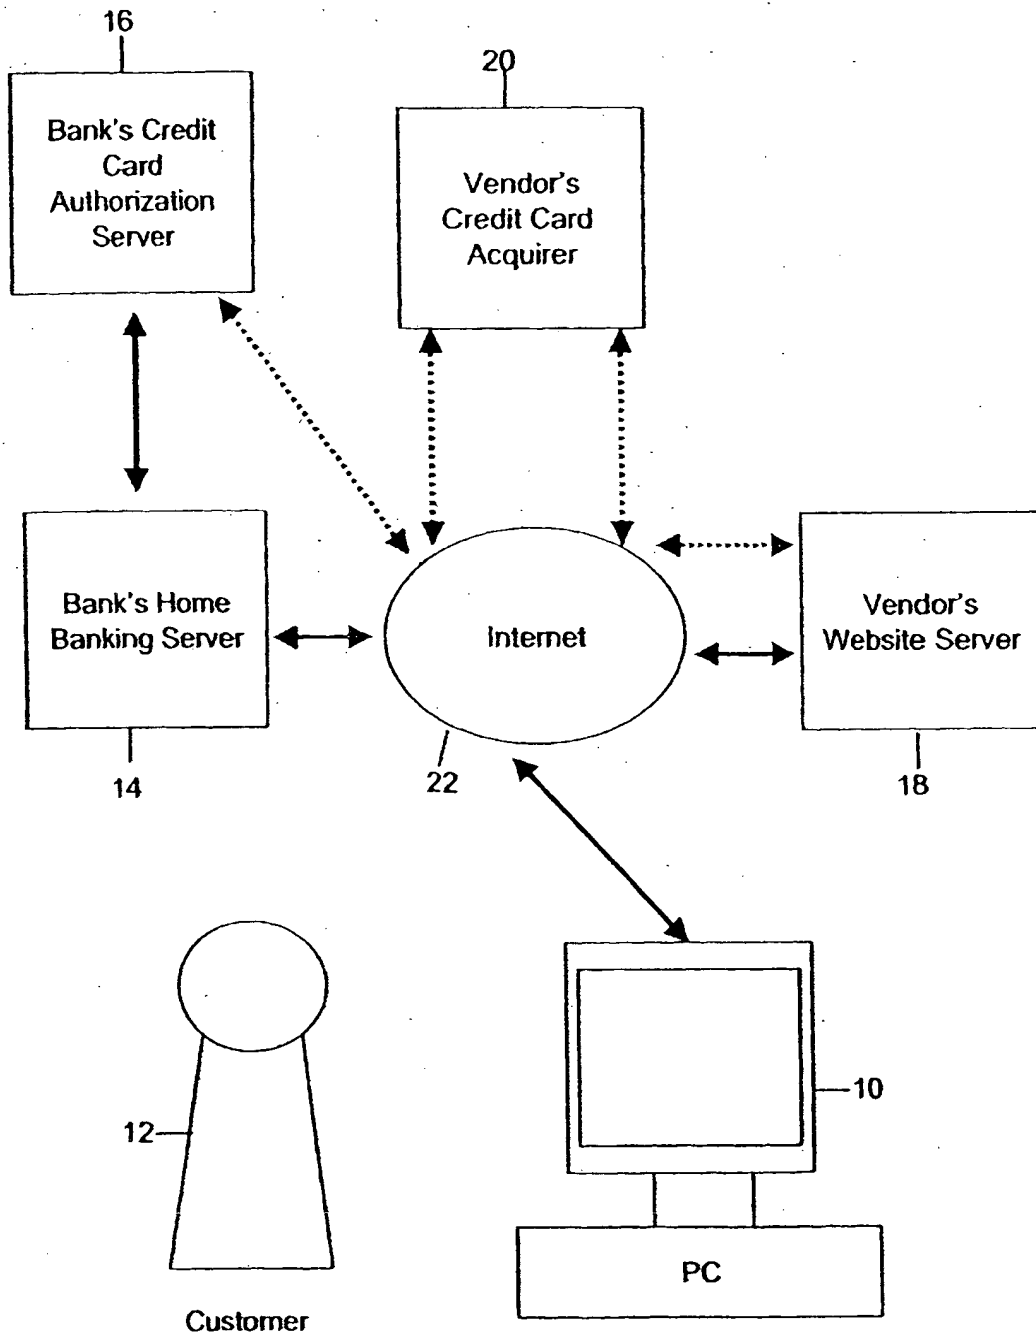 16
20
Bank's Credit
Card
Authorization
Server
Vendor's
Credit Card
Acquirer
Bank's Home
Banking Server
Internet
Vendor's
Website Server
14
22
18
12
10
PC
Customer